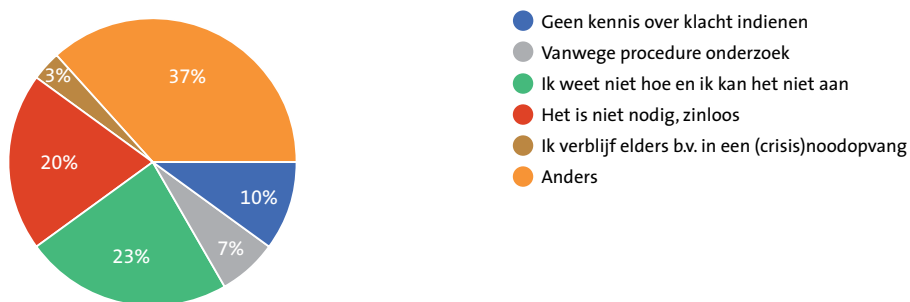 37%
3%
20%
10%
7%
23%
Geen kennis over klacht indienen
Vanwege procedure onderzoek
Ik weet niet hoe en ik kan het niet aan
Het is niet nodig, zinloos
Ik verblijf elders b.v. in een (crisis)noodopvang
Anders